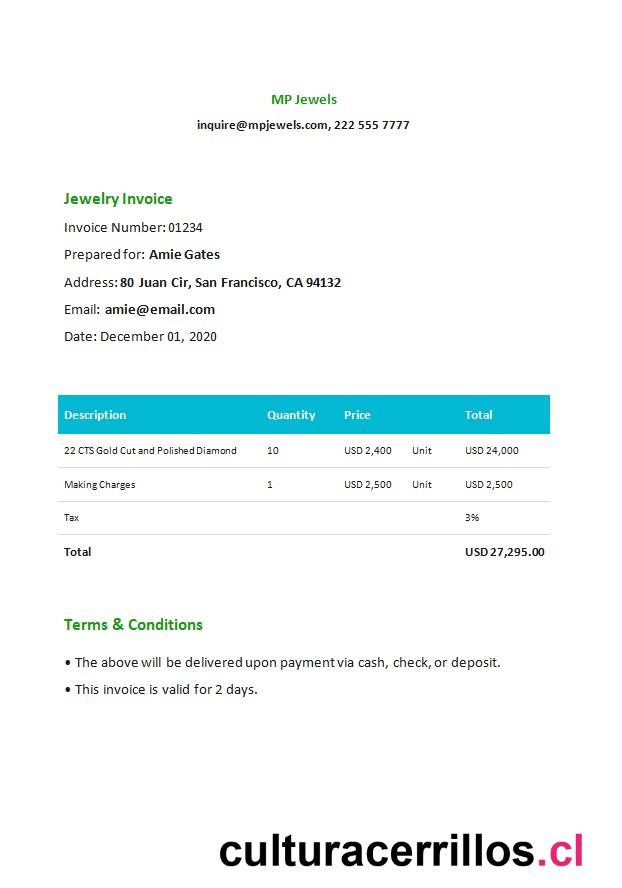 MP Jewels
inquire@mpjewels.com, 222 555 7777
Jewelry Invoice
Invoice Number: 01234
Prepared for: Amie Gates
Address: 80 Juan Cir, San Francisco, CA 94132
Email: amie@email.com
Date: December 01, 2020
Description Quantity Price Total
22 CTS Gold Cut and Polished Diamond 10 USD 2,400 Unit USD 24,000
Making Charges 1 USD 2,500 Unit USD 2,500
Tax 3%
Total USD 27,295.00
Terms & Conditions
• The above will be delivered upon payment via cash, check, or deposit.
• This invoice is valid for 2 days.
culturacerrillos.cl